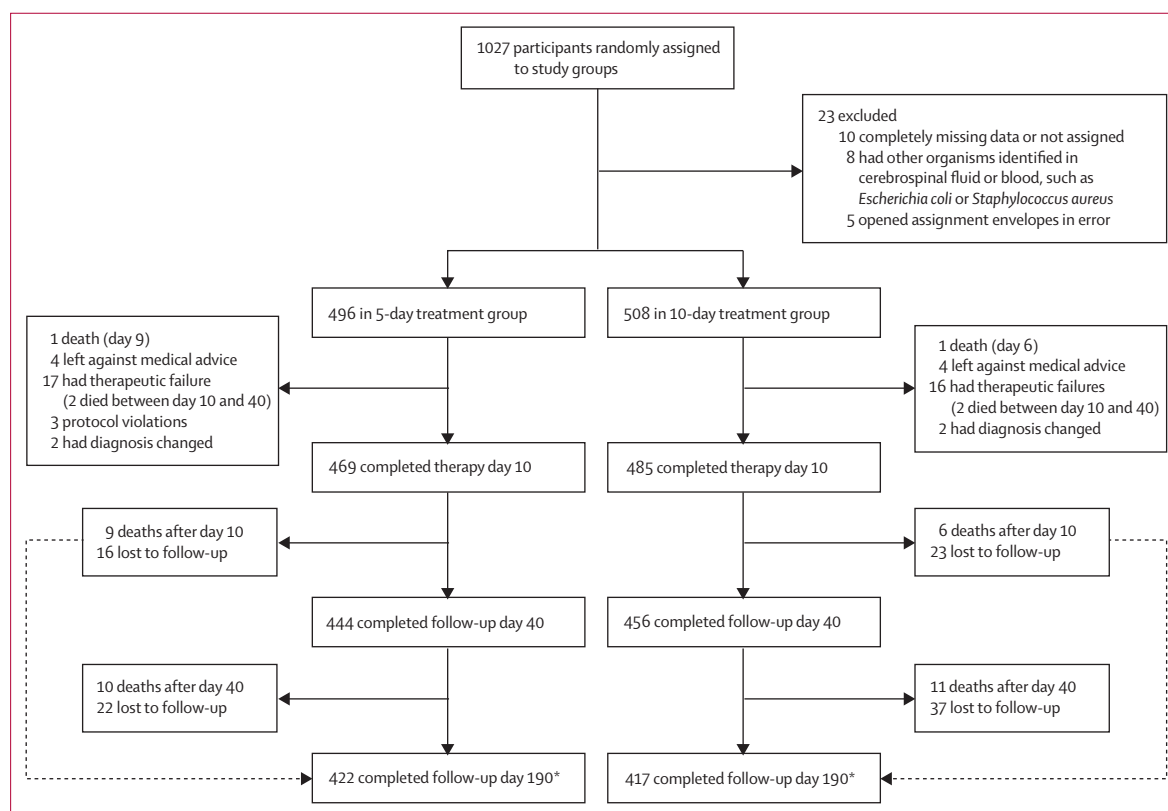 1027 participants randomly assigned
to study groups
23 excluded
10 completely missing data or not assigned
8 had other organisms identified in
cerebrospinal fluid or blood, such as
Escherichia coli or Staphylococcus aureus
5 opened assignment envelopes in error
496 in 5-day treatment group
508 in 10-day treatment group
1 death (day 9)
4 left against medical advice
17 had therapeutic failure
(2 died between day 10 and 40)
3 protocol violations
2 had diagnosis changed
1 death (day 6)
4 left against medical advice
16 had therapeutic failures
(2 died between day 10 and 40)
2 had diagnosis changed
469 completed therapy day 10
485 completed therapy day 10
9 deaths after day 10
16 lost to follow-up
6 deaths after day 10
23 lost to follow-up
444 completed follow-up day 40
456 completed follow-up day 40
10 deaths after day 40
22 lost to follow-up
11 deaths after day 40
37 lost to follow-up
422 completed follow-up day 190*
417 completed follow-up day 190*